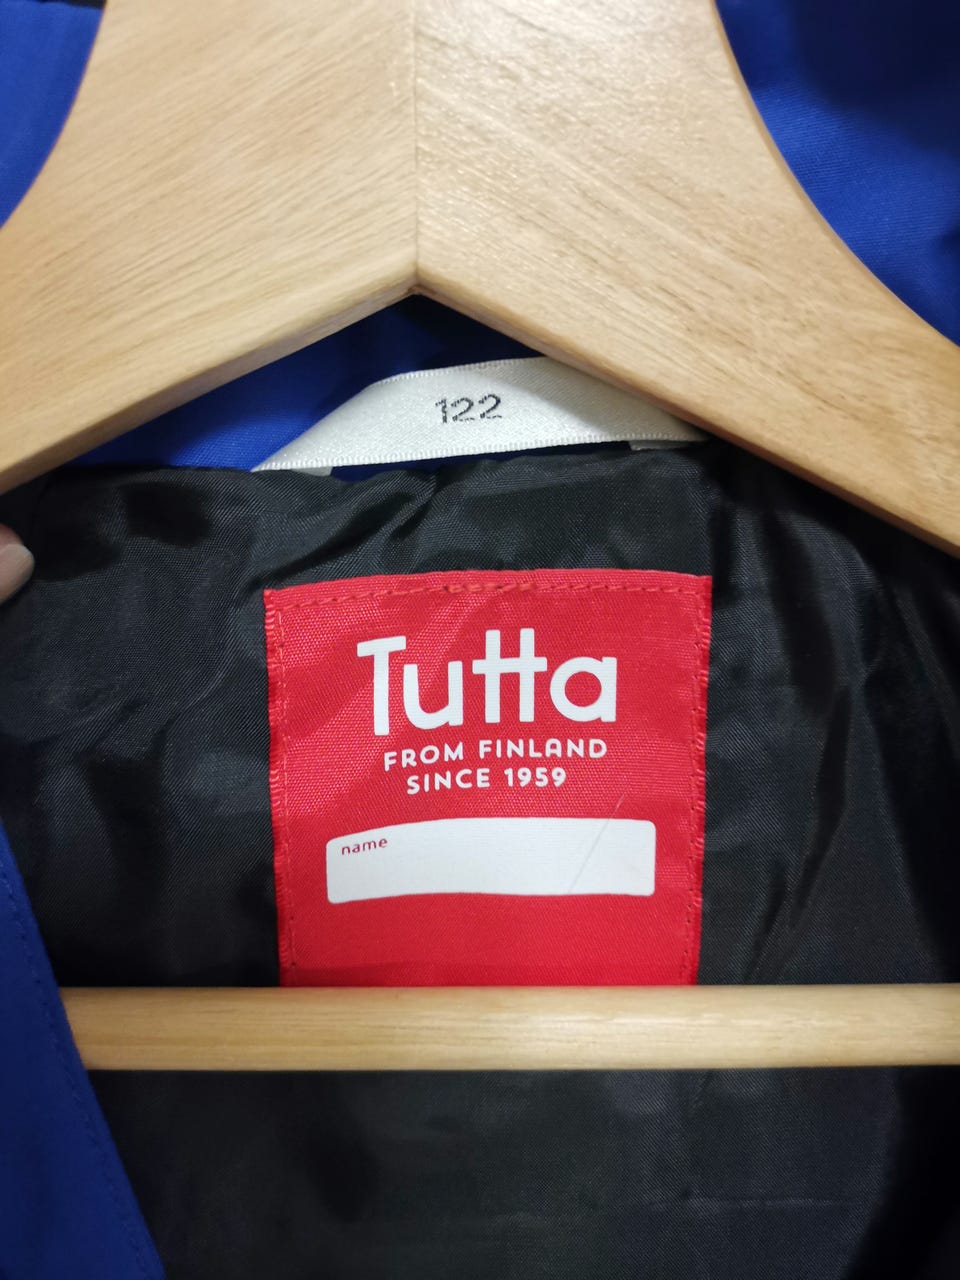 122
Tutta
FROM FINLAND
SINCE 1959
name